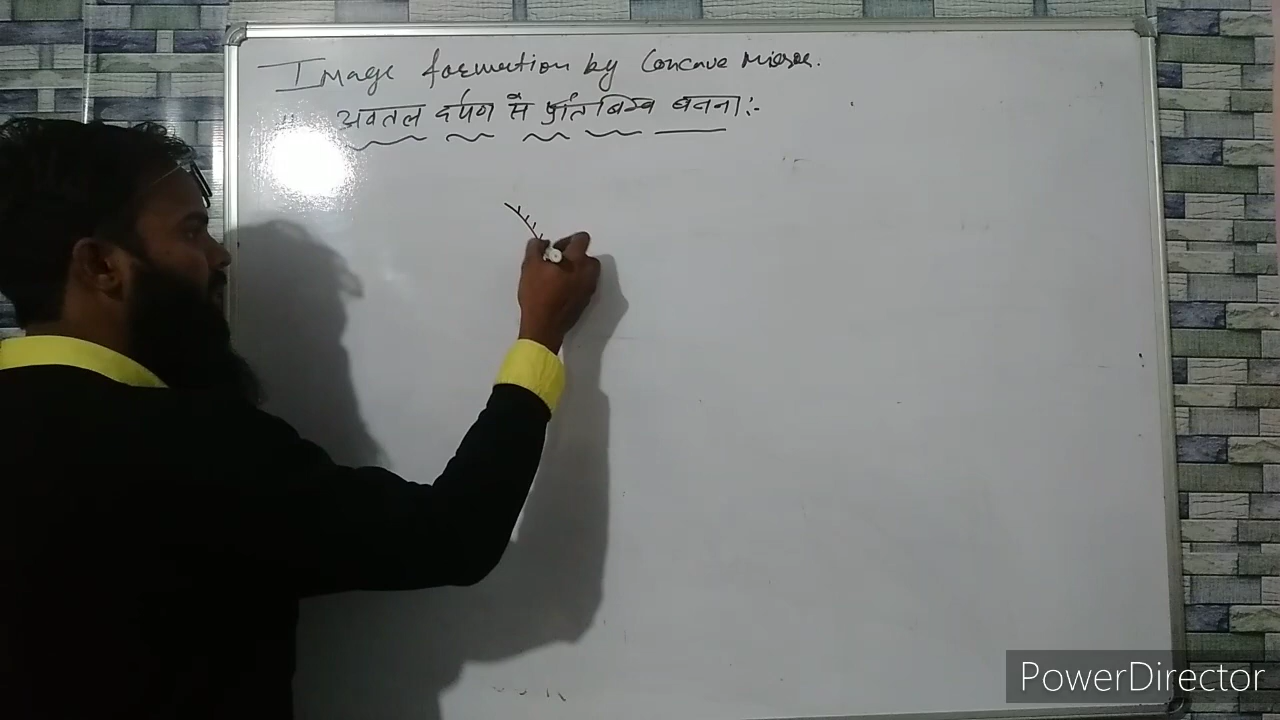 Image formation by Concave mirror.
अवतल दर्पण से प्रतिबिम्ब बनना:-
PowerDirector